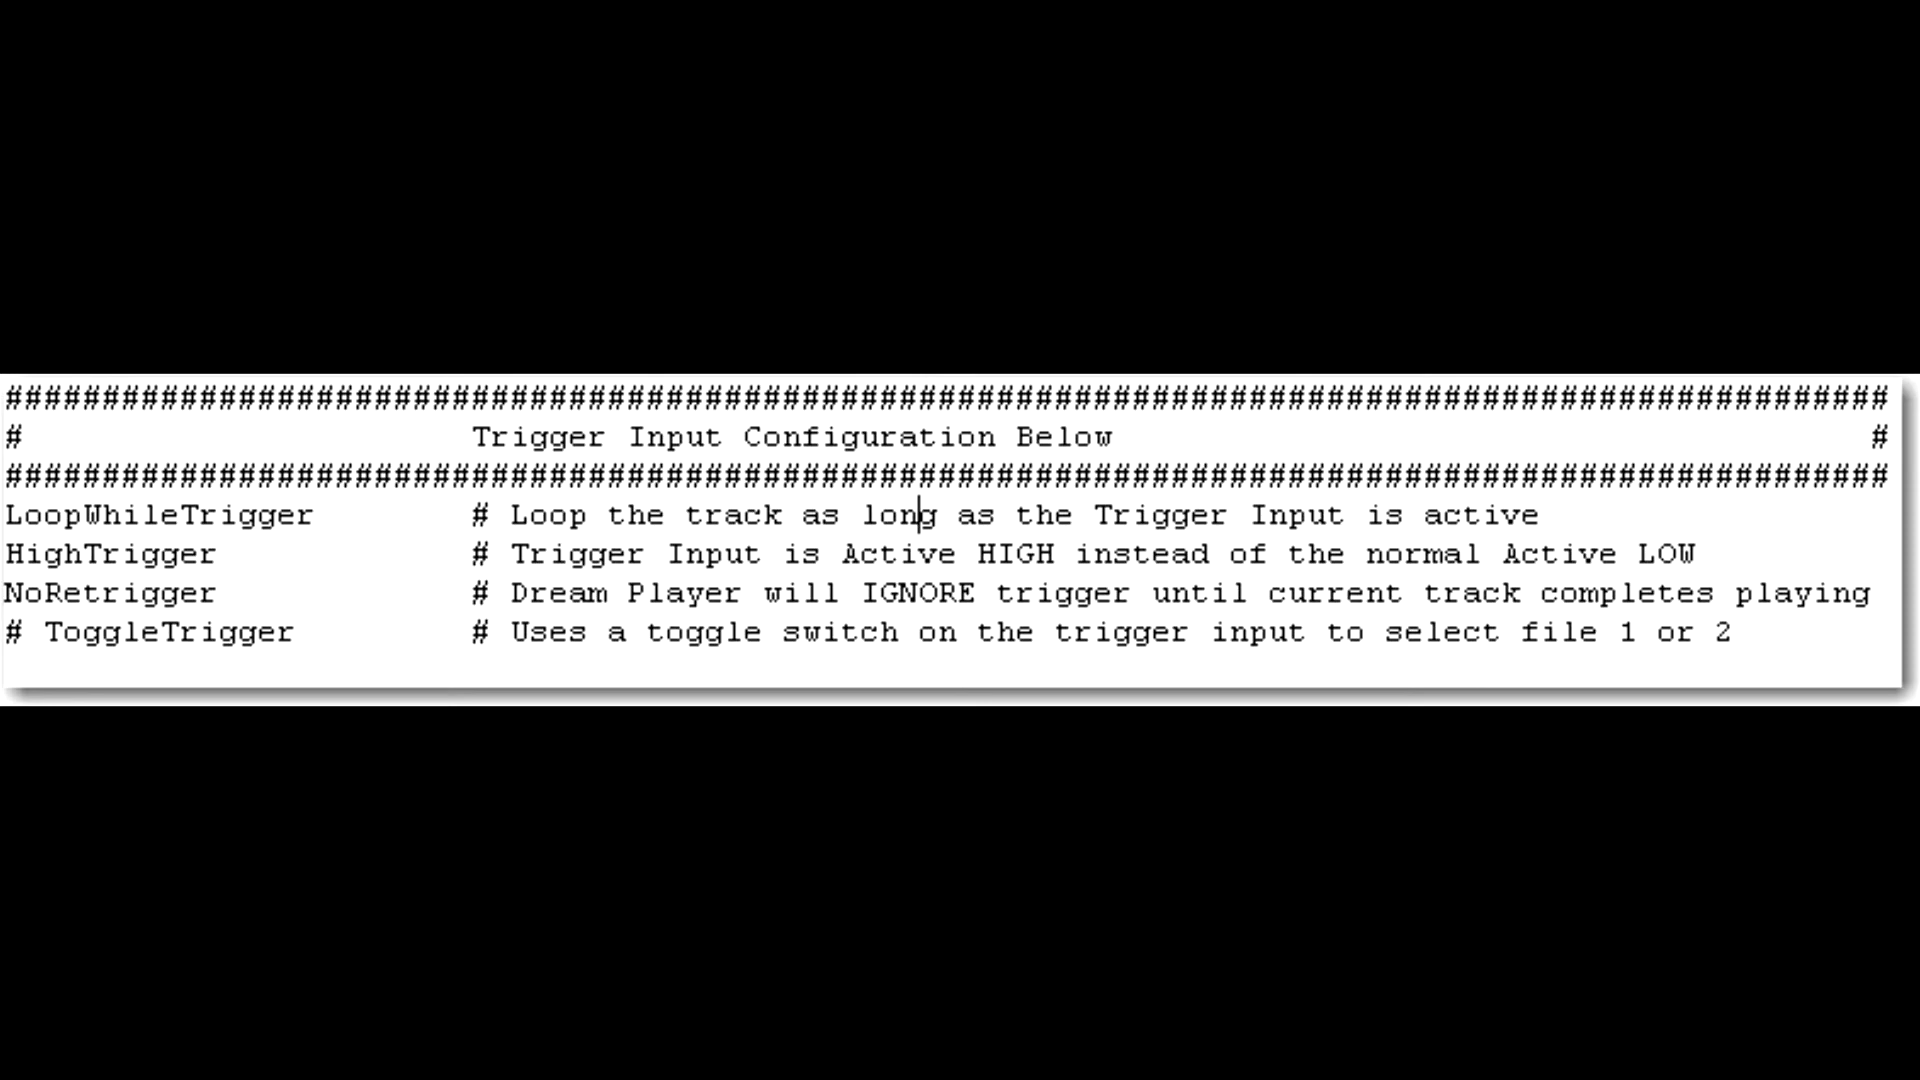 #################################################################################################
# Trigger Input Configuration Below #
#################################################################################################
LoopWhileTrigger # Loop the track as long as the Trigger Input is active
HighTrigger # Trigger Input is Active HIGH instead of the normal Active LOW
NoRetrigger # Dream Player will IGNORE trigger until current track completes playing
# ToggleTrigger # Uses a toggle switch on the trigger input to select file 1 or 2